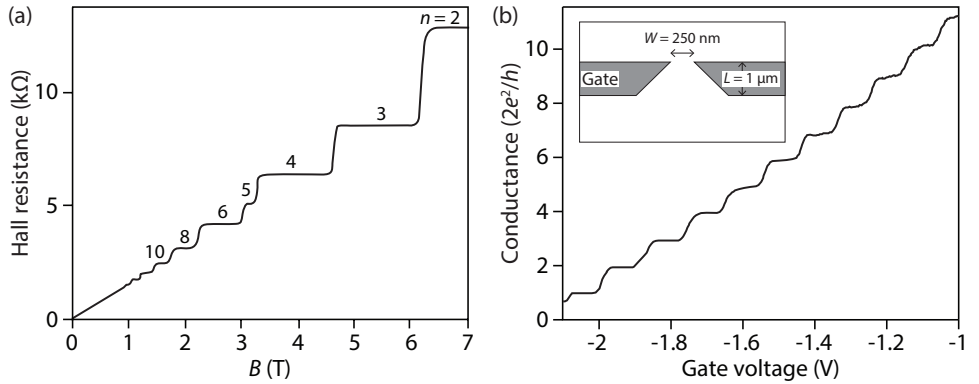 (a)
n = 2
3
4
5
6
8
10
Hall resistance (kΩ)
10
5
0
0 1 2 3 4 5 6 7
B (T)
(b)
W = 250 nm
Gate
L = 1 μm
Conductance (2e²/h)
10
8
6
4
2
0
-2 -1.8 -1.6 -1.4 -1.2 -1
Gate voltage (V)